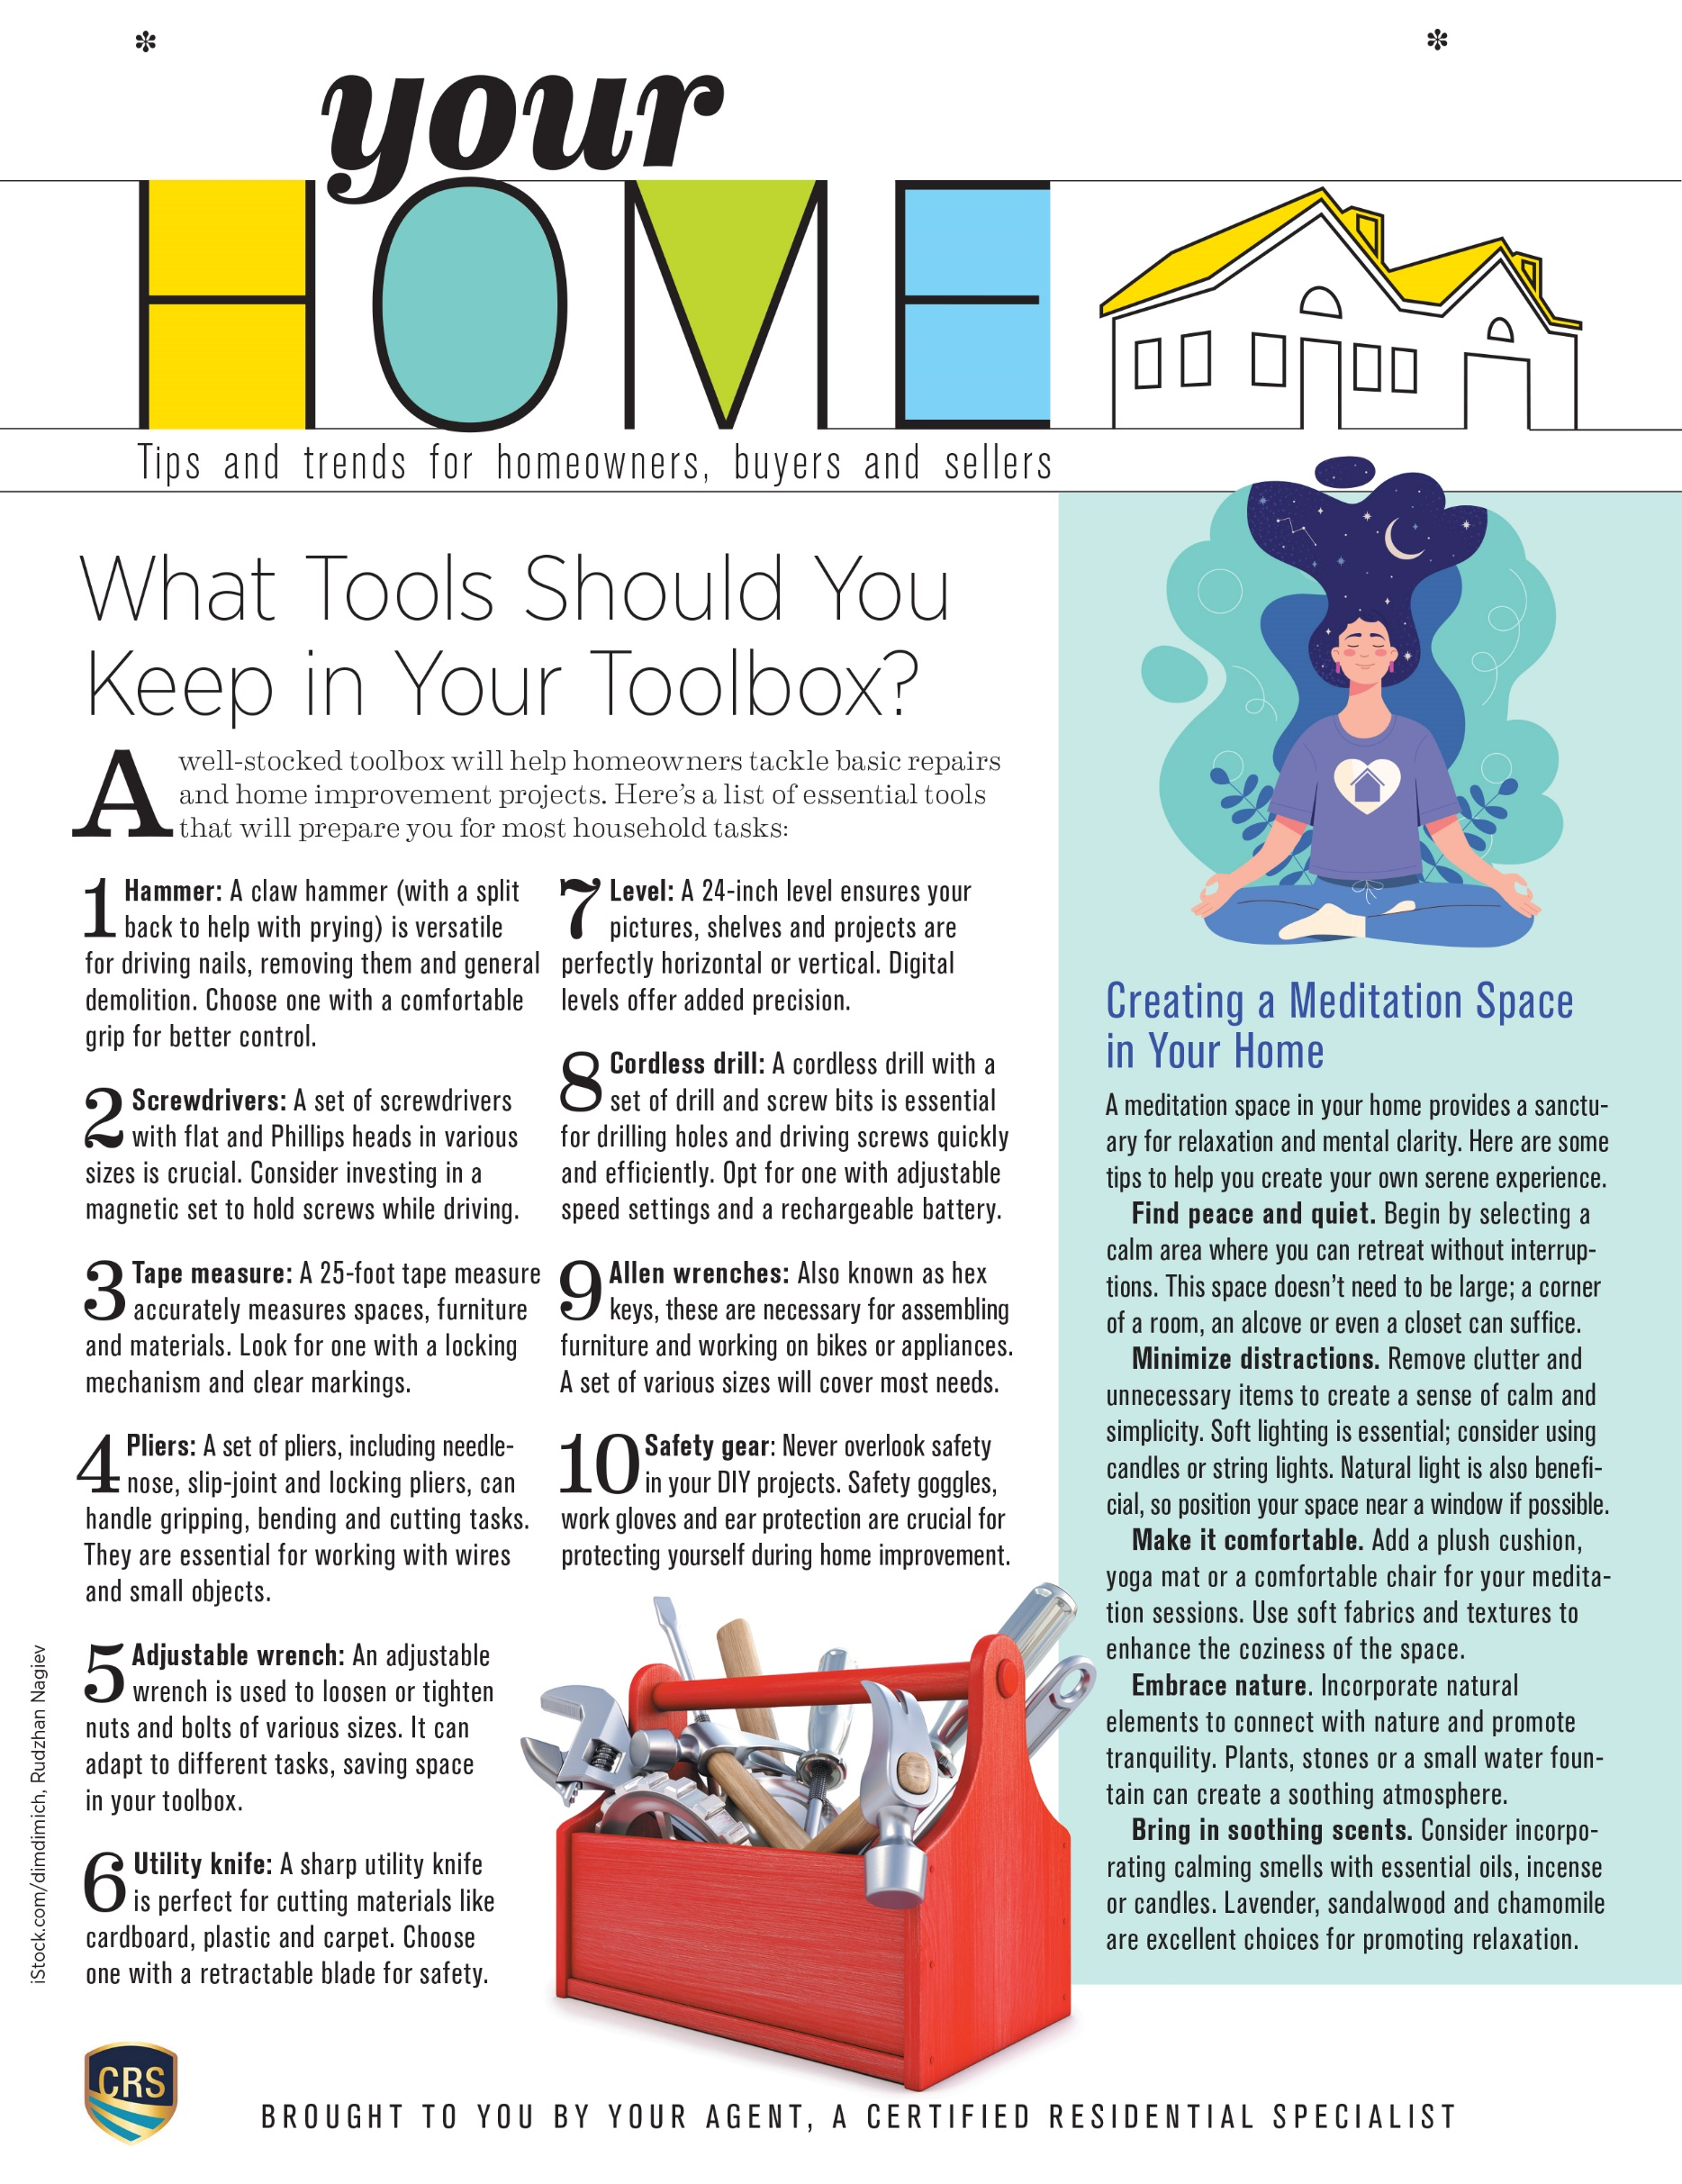 * *
your
HOME
Tips and trends for homeowners, buyers and sellers
What Tools Should You
Keep in Your Toolbox?
A well-stocked toolbox will help homeowners tackle basic repairs
and home improvement projects. Here's a list of essential tools
that will prepare you for most household tasks:
1 Hammer: A claw hammer (with a split
back to help with prying) is versatile
for driving nails, removing them and general
demolition. Choose one with a comfortable
grip for better control.
2 Screwdrivers: A set of screwdrivers
with flat and Phillips heads in various
sizes is crucial. Consider investing in a
magnetic set to hold screws while driving.
3 Tape measure: A 25-foot tape measure
accurately measures spaces, furniture
and materials. Look for one with a locking
mechanism and clear markings.
4 Pliers: A set of pliers, including needle-
nose, slip-joint and locking pliers, can
handle gripping, bending and cutting tasks.
They are essential for working with wires
and small objects.
5 Adjustable wrench: An adjustable
wrench is used to loosen or tighten
nuts and bolts of various sizes. It can
adapt to different tasks, saving space
in your toolbox.
6 Utility knife: A sharp utility knife
is perfect for cutting materials like
cardboard, plastic and carpet. Choose
one with a retractable blade for safety.
7 Level: A 24-inch level ensures your
pictures, shelves and projects are
perfectly horizontal or vertical. Digital
levels offer added precision.
8 Cordless drill: A cordless drill with a
set of drill and screw bits is essential
for drilling holes and driving screws quickly
and efficiently. Opt for one with adjustable
speed settings and a rechargeable battery.
9 Allen wrenches: Also known as hex
keys, these are necessary for assembling
furniture and working on bikes or appliances.
A set of various sizes will cover most needs.
10 Safety gear: Never overlook safety
in your DIY projects. Safety goggles,
work gloves and ear protection are crucial for
protecting yourself during home improvement.
Creating a Meditation Space
in Your Home
A meditation space in your home provides a sanctu-
ary for relaxation and mental clarity. Here are some
tips to help you create your own serene experience.
Find peace and quiet. Begin by selecting a
calm area where you can retreat without interrup-
tions. This space doesn't need to be large; a corner
of a room, an alcove or even a closet can suffice.
Minimize distractions. Remove clutter and
unnecessary items to create a sense of calm and
simplicity. Soft lighting is essential; consider using
candles or string lights. Natural light is also benefi-
cial, so position your space near a window if possible.
Make it comfortable. Add a plush cushion,
yoga mat or a comfortable chair for your medita-
tion sessions. Use soft fabrics and textures to
enhance the coziness of the space.
Embrace nature. Incorporate natural
elements to connect with nature and promote
tranquility. Plants, stones or a small water foun-
tain can create a soothing atmosphere.
Bring in soothing scents. Consider incorpo-
rating calming smells with essential oils, incense
or candles. Lavender, sandalwood and chamomile
are excellent choices for promoting relaxation.
iStock.com/dimdimich, Rudzhan Nagiev
CRS
BROUGHT TO YOU BY YOUR AGENT, A CERTIFIED RESIDENTIAL SPECIALIST